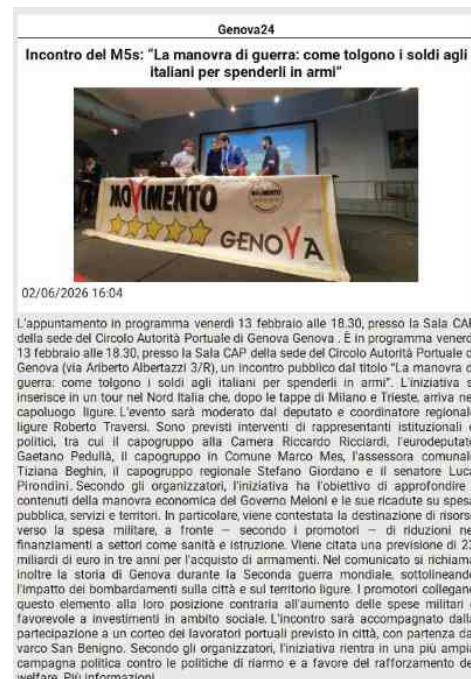 Genova24
Incontro del M5s: “La manovra di guerra: come tolgono i soldi agli
italiani per spenderli in armi”
MOVIMENTO
GENOVA
02/06/2026 16:04
L'appuntamento in programma venerdì 13 febbraio alle 18.30, presso la Sala CAP
della sede del Circolo Autorità Portuale di Genova Genova . È in programma venerdì
13 febbraio alle 18.30, presso la Sala CAP della sede del Circolo Autorità Portuale d
Genova (via Ariberto Albertazzi 3/R), un incontro pubblico dal titolo “La manovra d
guerra: come tolgono i soldi agli italiani per spenderli in armi”. L'iniziativa s
inserisce in un tour nel Nord Italia che, dopo le tappe di Milano e Trieste, arriva ne
capoluogo ligure. L'evento sarà moderato dal deputato e coordinatore regionale
ligure Roberto Traversi. Sono previsti interventi di rappresentanti istituzionali e
politici, tra cui il capogruppo alla Camera Riccardo Ricciardi, l'eurodeputato
Gaetano Pedullà, il capogruppo in Comune Marco Mes, l'assessora comunale
Tiziana Beghin, il capogruppo regionale Stefano Giordano e il senatore Luca
Pirondini. Secondo gli organizzatori, l'iniziativa ha l'obiettivo di approfondire
contenuti della manovra economica del Governo Meloni e le sue ricadute su spesa
pubblica, servizi e territori. In particolare, viene contestata la destinazione di risorse
verso la spesa militare, a fronte – secondo i promotori – di riduzioni nei
finanziamenti a settori come sanità e istruzione. Viene citata una previsione di 23
miliardi di euro in tre anni per l'acquisto di armamenti. Nel comunicato si richiama
inoltre la storia di Genova durante la Seconda guerra mondiale, sottolineando
l'impatto dei bombardamenti sulla città e sul territorio ligure. I promotori collegano
questo elemento alla loro posizione contraria all'aumento delle spese militari e
favorevole a investimenti in ambito sociale. L'incontro sarà accompagnato dalla
partecipazione a un corteo dei lavoratori portuali previsto in città, con partenza da
varco San Benigno. Secondo gli organizzatori, l'iniziativa rientra in una più ampia
campagna politica contro le politiche di riarmo e a favore del rafforzamento de
welfare. Più informazioni